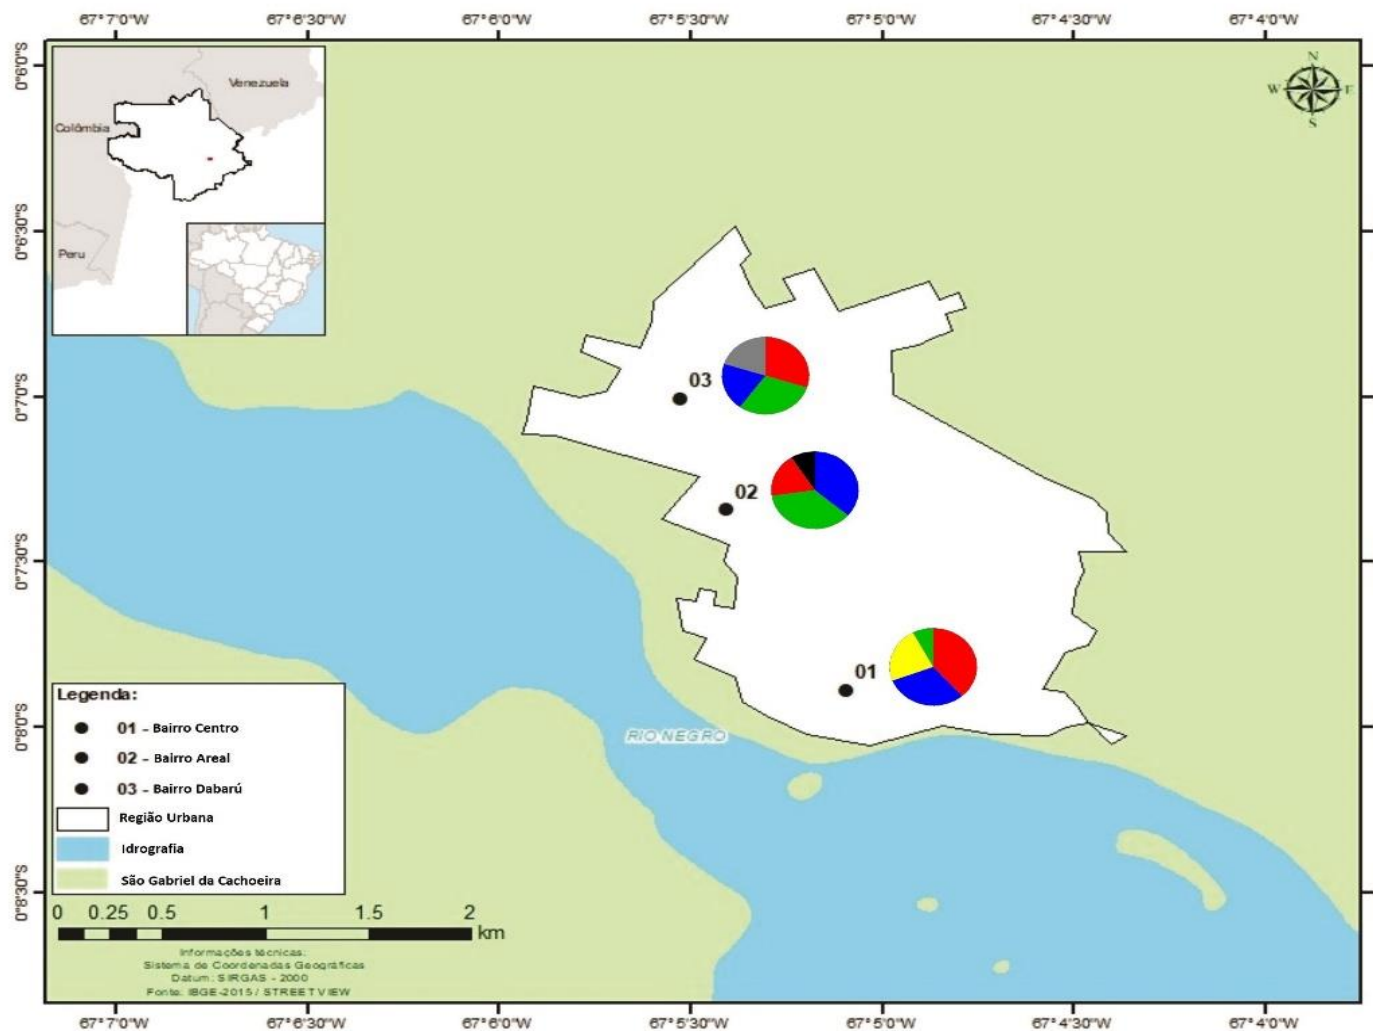 67°7'0"W 67°6'30"W 67°6'0"W 67°5'30"W 67°5'0"W 67°4'30"W 67°4'0"W
0°6'0"S
0°6'30"S
0°7'0"S
0°7'30"S
0°8'0"S
0°8'30"S
Venezuela
Colômbia
Peru
N
W E
S
03
02
01
RIO NEGRO
Legenda:
01 - Bairro Centro
02 - Bairro Areal
03 - Bairro Dabarú
Região Urbana
Idrografia
São Gabriel da Cachoeira
0 0.25 0.5 1 1.5 2
km
Informações técnicas:
Sistema de Coordenadas Geográficas
Datum: SIRGAS - 2000
Fonte: IBGE-2015 / STREET VIEW
67°7'0"W 67°6'30"W 67°6'0"W 67°5'30"W 67°5'0"W 67°4'30"W 67°4'0"W